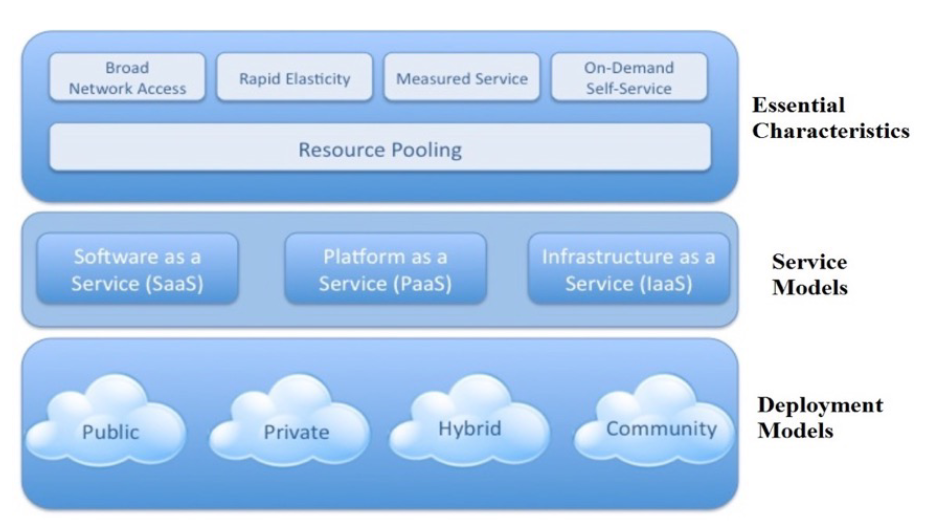 Broad
Network Access
Rapid Elasticity
Measured Service
On-Demand
Self-Service
Resource Pooling
Essential
Characteristics
Software as a
Service (SaaS)
Platform as a
Service (PaaS)
Infrastructure as a
Service (IaaS)
Service
Models
Public
Private
Hybrid
Community
Deployment
Models